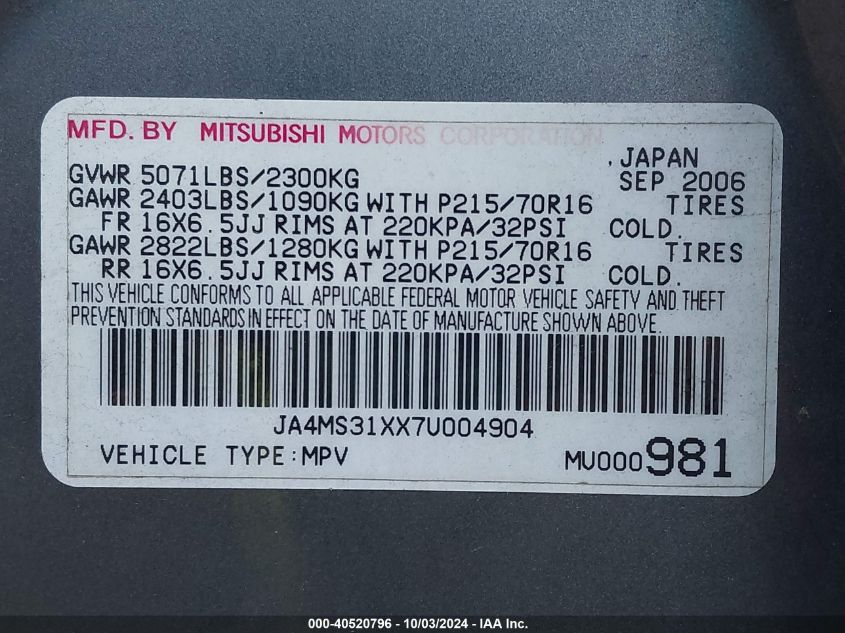 MFD. BY MITSUBISHI MOTORS CORPORATION
. JAPAN
GVWR 5071LBS/2300KG SEP 2006
GAWR 2403LBS/1090KG WITH P215/70R16 TIRES
FR 16X6.5JJ RIMS AT 220KPA/32PSI COLD.
GAWR 2822LBS/1280KG WITH P215/70R16 TIRES
RR 16X6.5JJ RIMS AT 220KPA/32PSI COLD.
THIS VEHICLE CONFORMS TO ALL APPLICABLE FEDERAL MOTOR VEHICLE SAFETY AND THEFT
PREVENTION STANDARDS IN EFFECT ON THE DATE OF MANUFACTURE SHOWN ABOVE.
JA4MS31XX7U004904
VEHICLE TYPE:MPV MU000981
000-40520796 - 10/03/2024 - IAA Inc.